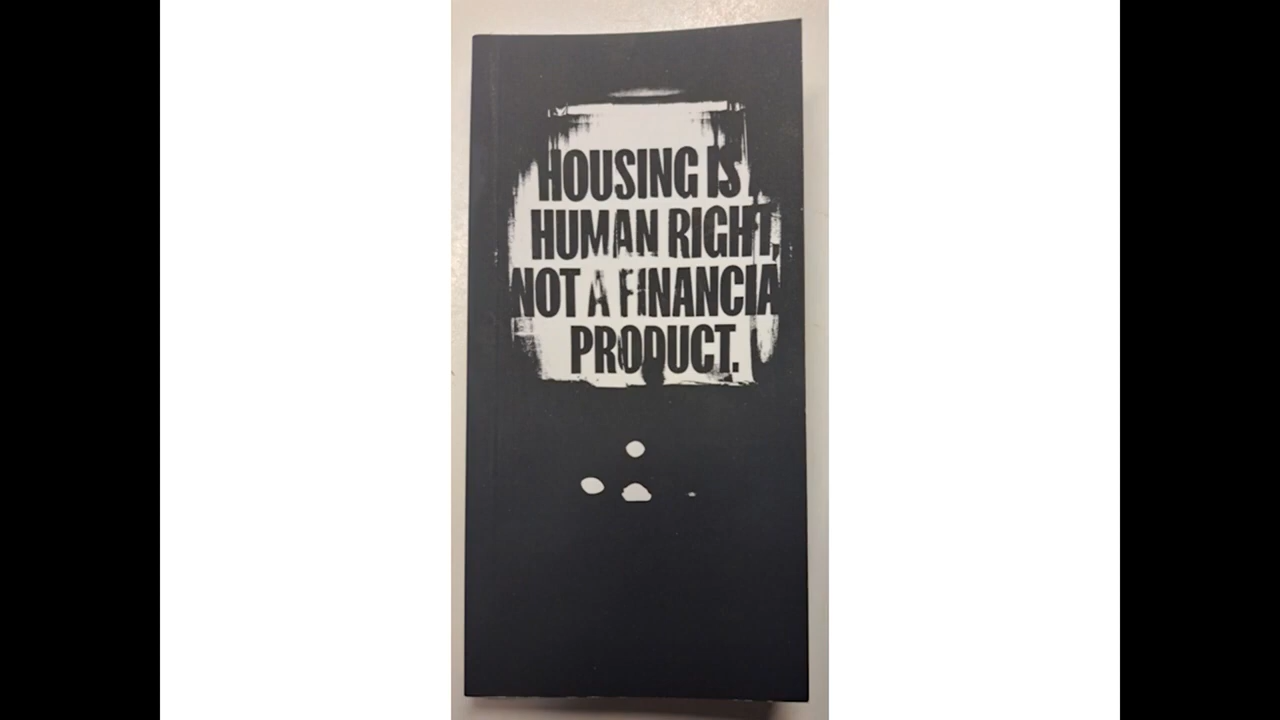 HOUSING IS
HUMAN RIGHT,
NOT A FINANCIA
PRODUCT.